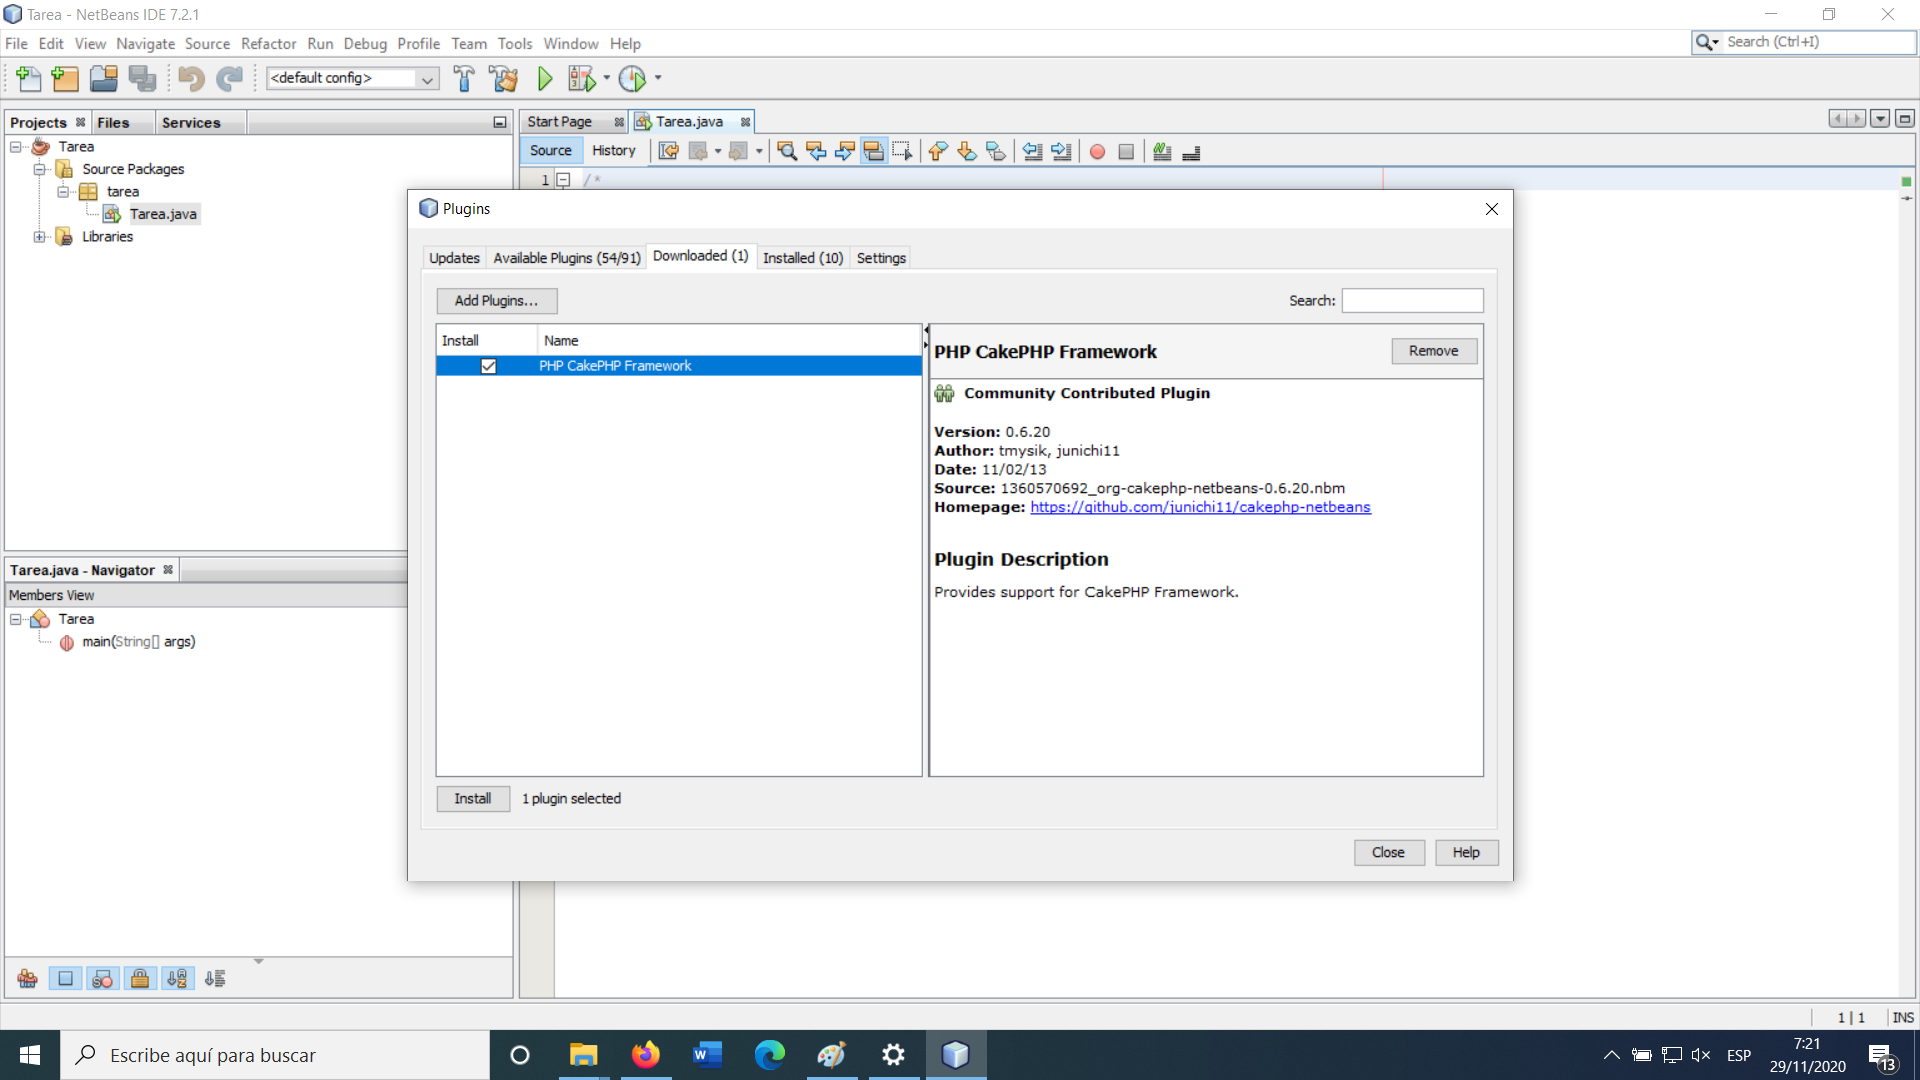 Tarea - NetBeans IDE 7.2.1
File Edit View Navigate Source Refactor Run Debug Profile Team Tools Window Help
Search (Ctrl+I)
<default config>
Projects Files Services
Start Page Tarea.java
Source History
Tarea
Source Packages
tarea
Tarea.java
Libraries
1 /*
Plugins
Updates Available Plugins (54/91) Downloaded (1) Installed (10) Settings
Add Plugins...
Search:
Install Name
PHP CakePHP Framework
PHP CakePHP Framework
Remove
Community Contributed Plugin
Version: 0.6.20
Author: tmysik, junichi11
Date: 11/02/13
Source: 1360570692_org-cakephp-netbeans-0.6.20.nbm
Homepage: https://github.com/junichi11/cakephp-netbeans
Plugin Description
Provides support for CakePHP Framework.
Install 1 plugin selected
Close Help
Tarea.java - Navigator
Members View
Tarea
main(String[] args)
1 | 1 INS
Escribe aquí para buscar
ESP
7:21
29/11/2020
13